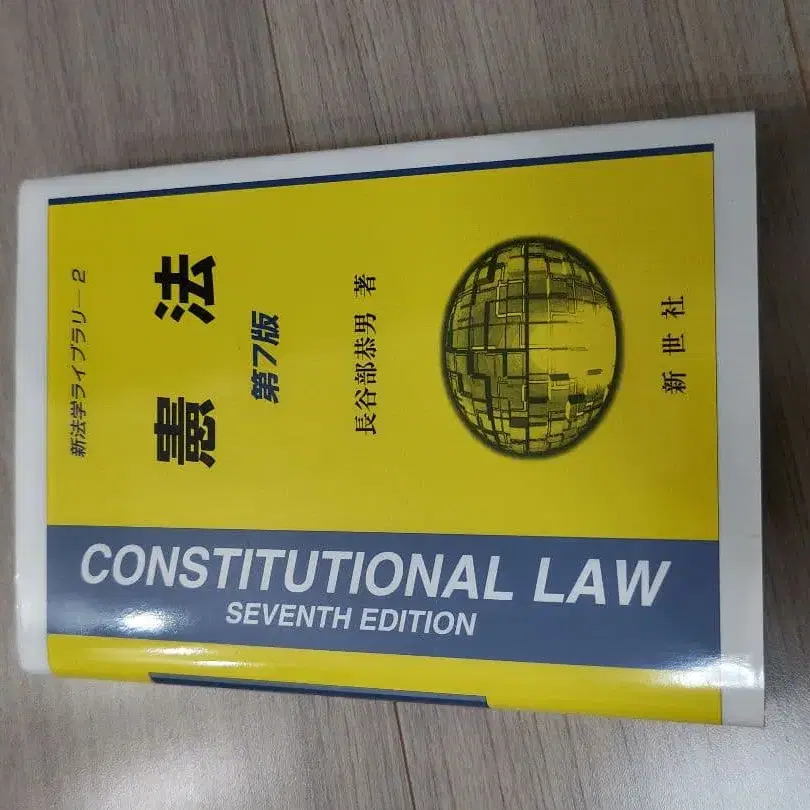 新法学ライブラリ－2
憲 法
第7版
長谷部恭男 著
新世社
CONSTITUTIONAL LAW
SEVENTH EDITION